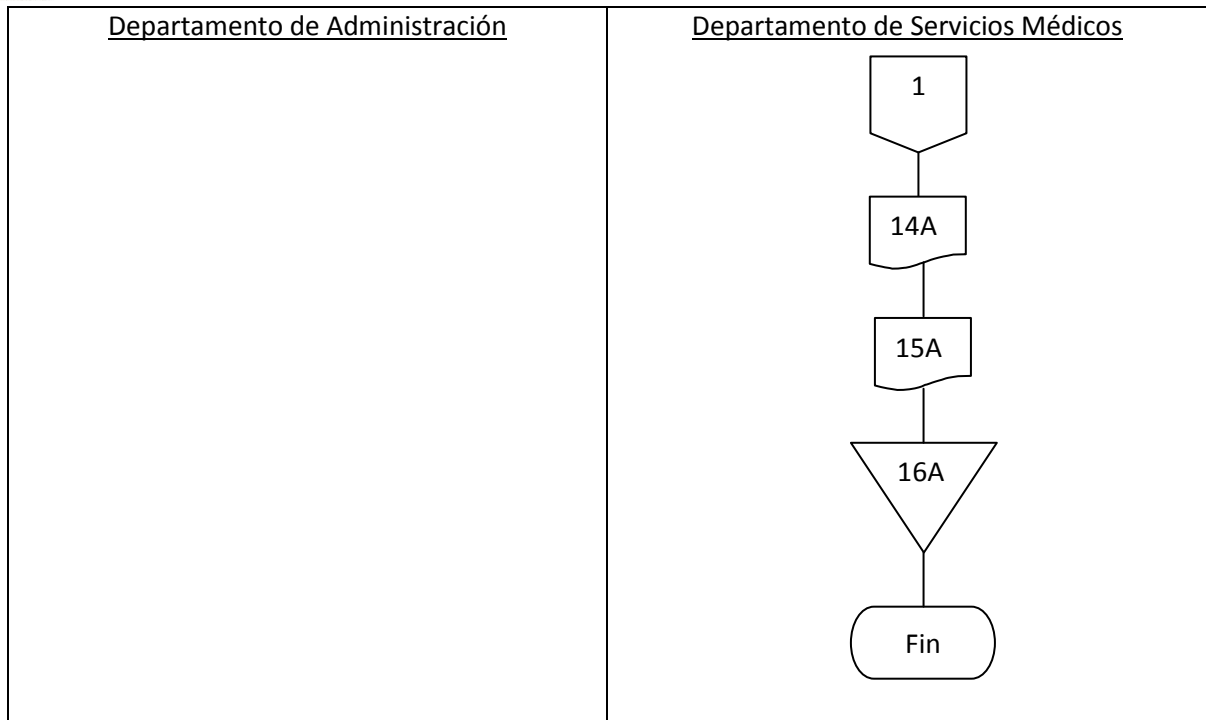 Departamento de Administración
Departamento de Servicios Médicos
1
14A
15A
16A
Fin